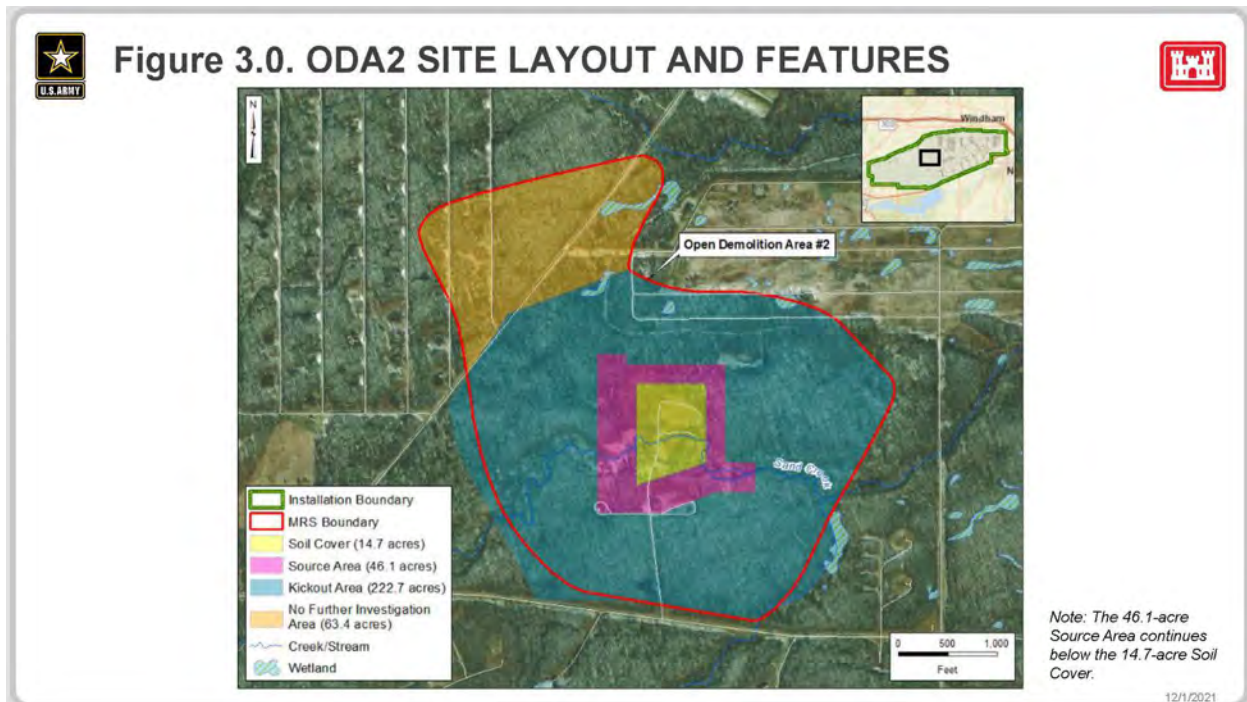 U.S.ARMY
Figure 3.0. ODA2 SITE LAYOUT AND FEATURES
N
Windham
N
Open Demolition Area #2
Sand Creek
Installation Boundary
MRS Boundary
Soil Cover (14.7 acres)
Source Area (46.1 acres)
Kickout Area (222.7 acres)
No Further Investigation
Area (63.4 acres)
Creek/Stream
Wetland
0 500 1,000
Feet
Note: The 46.1-acre
Source Area continues
below the 14.7-acre Soil
Cover.
12/1/2021